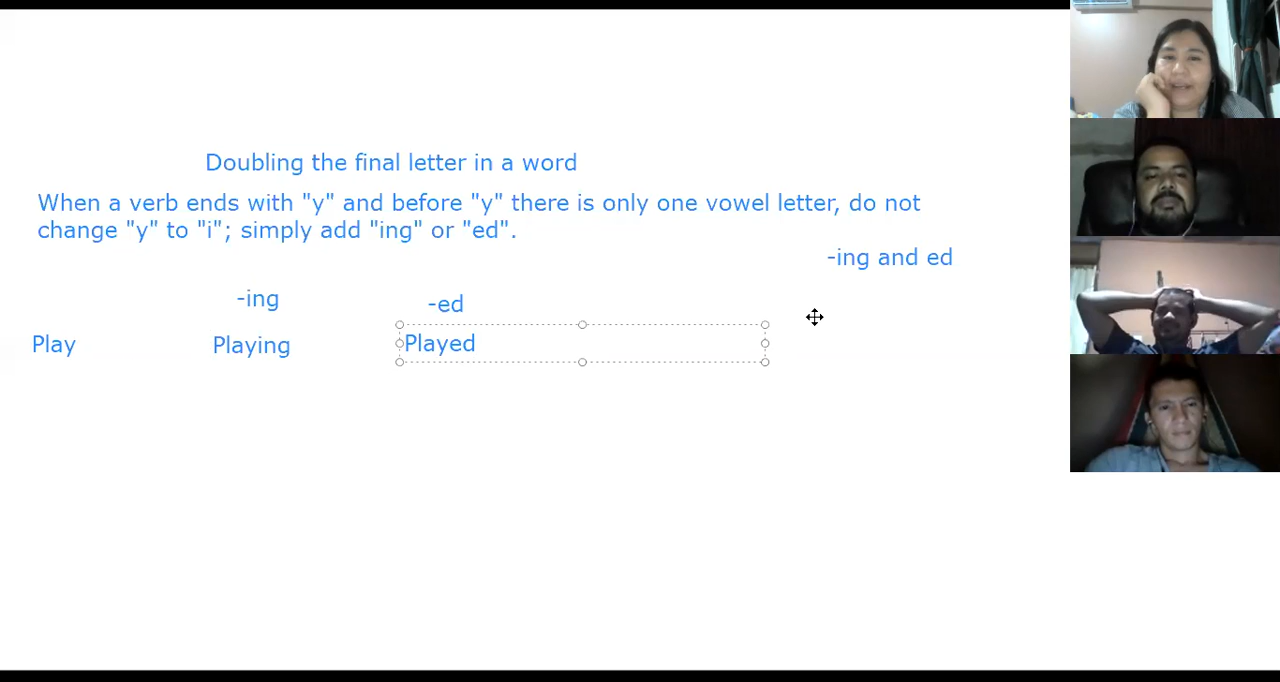 Doubling the final letter in a word
When a verb ends with "y" and before "y" there is only one vowel letter, do not
change "y" to "i"; simply add "ing" or "ed".
-ing and ed
-ing -ed
Play Playing Played